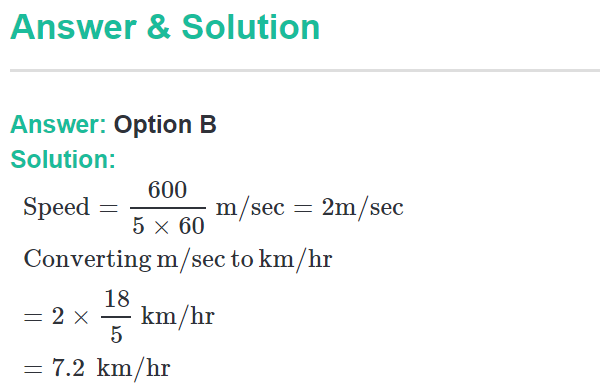 Answer & Solution
Answer: Option B
Solution:
Speed = 600 / 5 × 60 m/sec = 2m/sec
Converting m/sec to km/hr
= 2 × 18 / 5 km/hr
= 7.2 km/hr